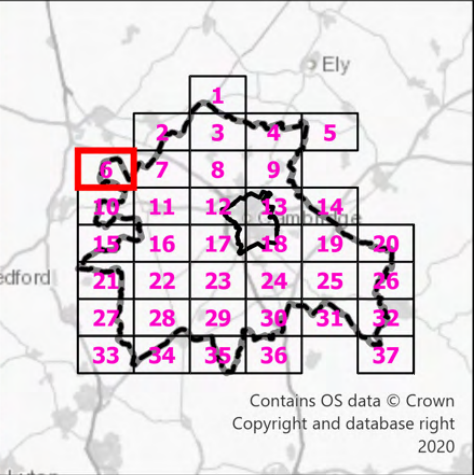 Ely
1
2 3 4 5
6 7 8 9
10 11 12 13 14
Cambridge
15 16 17 18 19 20
edford
21 22 23 24 25 26
27 28 29 30 31 32
33 34 35 36 37
Contains OS data © Crown
Copyright and database right
2020